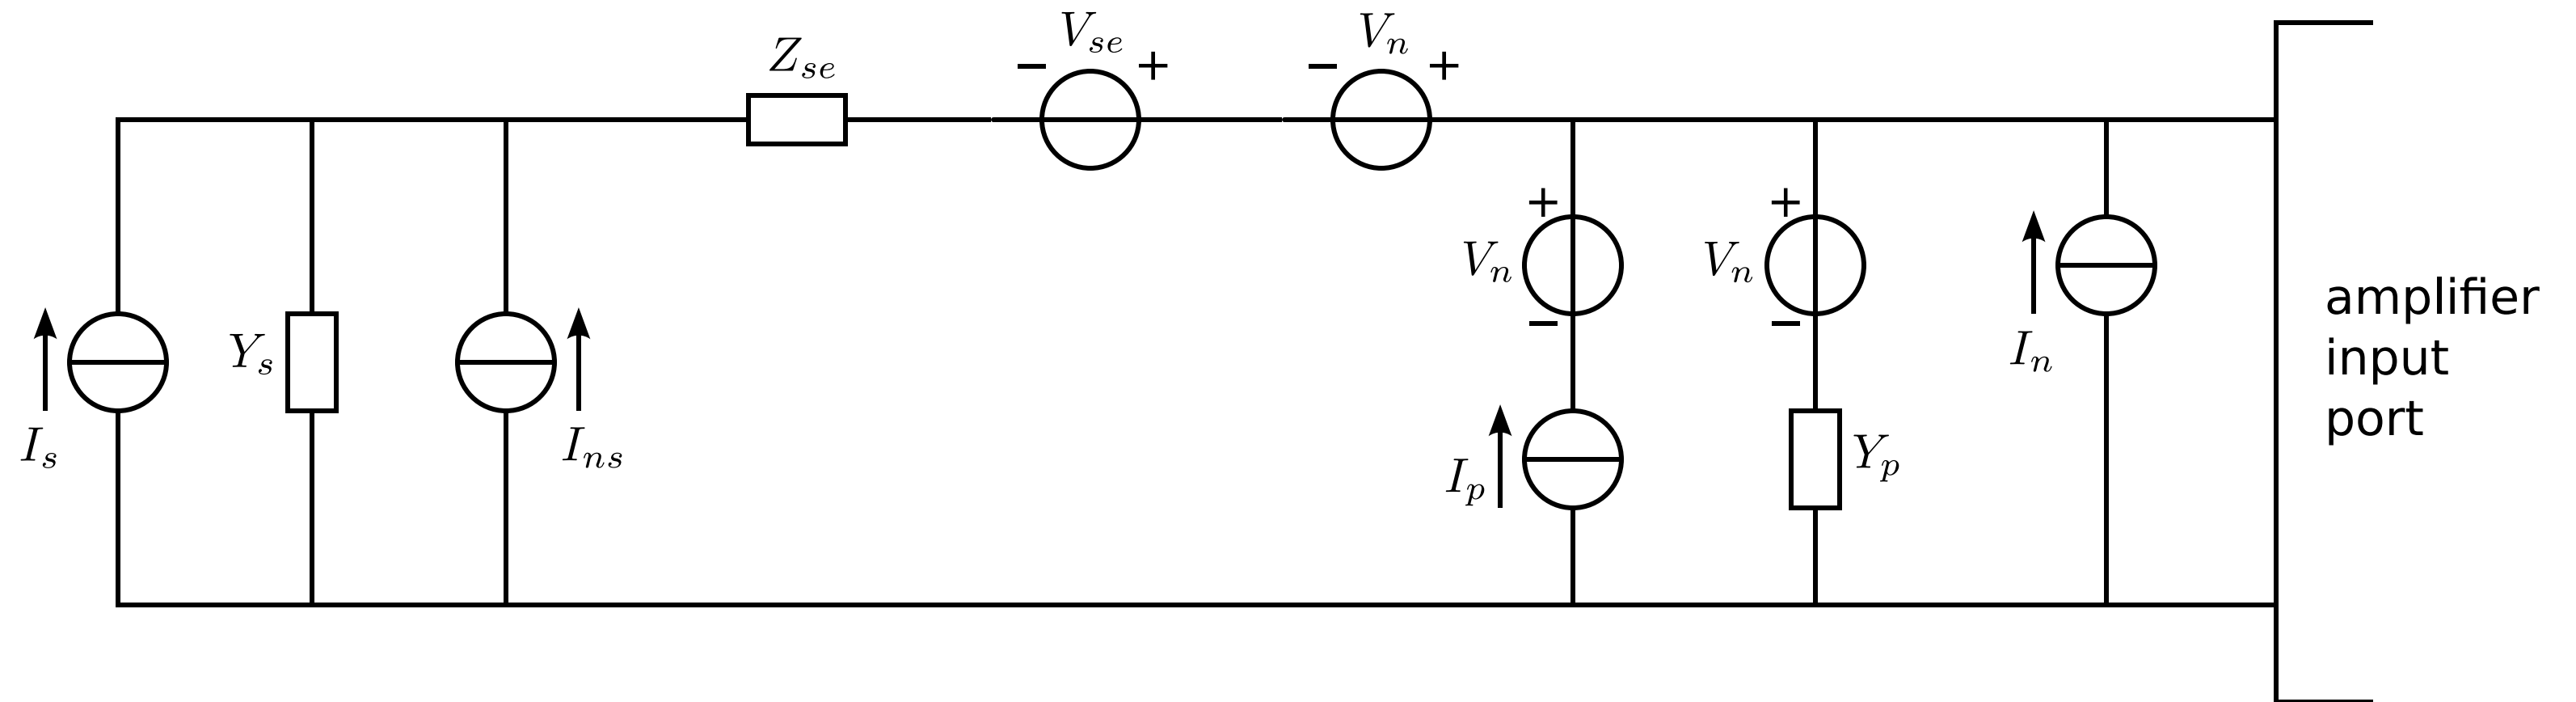 Z_se
− V_se +
− V_n +
+ V_n −
+ V_n −
I_s
Y_s
I_ns
I_p
Y_p
I_n
amplifier
input
port